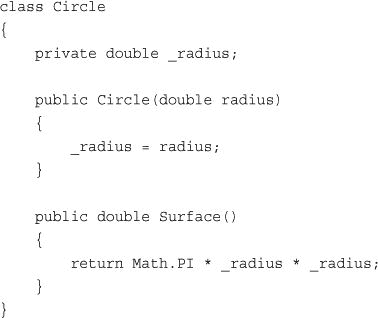 class Circle
{
    private double _radius;

    public Circle(double radius)
    {
        _radius = radius;
    }

    public double Surface()
    {
        return Math.PI * _radius * _radius;
    }
}